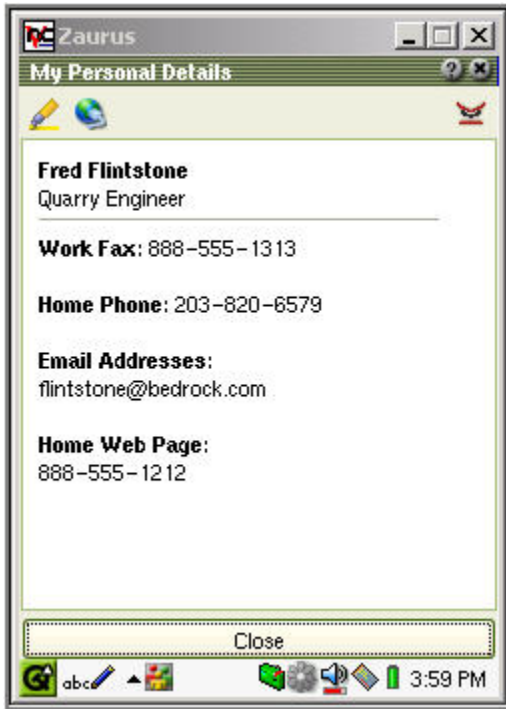 Zaurus
My Personal Details
Fred Flintstone
Quarry Engineer
Work Fax: 888-555-1313
Home Phone: 203-820-6579
Email Addresses:
flintstone@bedrock.com
Home Web Page:
888-555-1212
Close
abc 3:59 PM